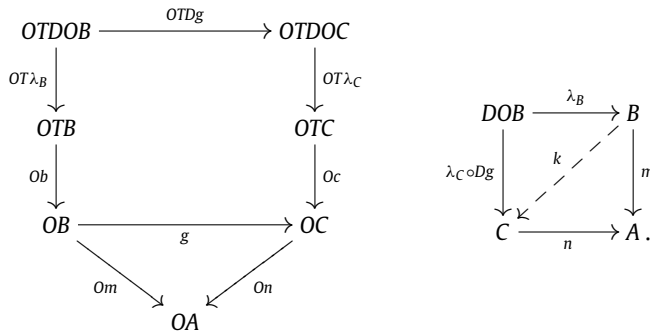 OTDOB OTDg OTDOC
OTλ_B OTλ_C
OTB OTC
Ob Oc
OB g OC
Om On
OA
DOB λ_B B
λ_C∘Dg k m
C n A .